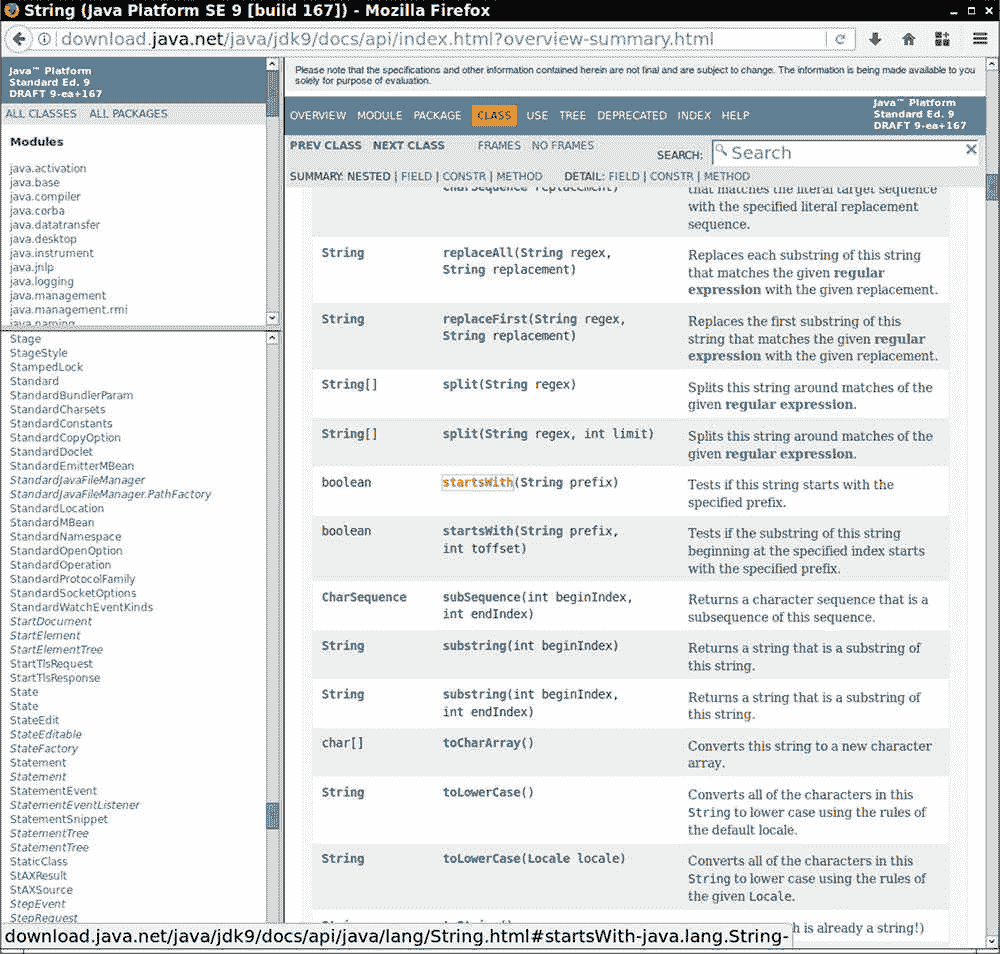 String (Java Platform SE 9 [build 167]) - Mozilla Firefox
download.java.net/java/jdk9/docs/api/index.html?overview-summary.html
Java™ Platform
Standard Ed. 9
DRAFT 9-ea+167
ALL CLASSES ALL PACKAGES
Modules
java.activation
java.base
java.compiler
java.corba
java.datatransfer
java.desktop
java.instrument
java.jnlp
java.logging
java.management
java.management.rmi
java.naming
Stage
StageStyle
StampedLock
Standard
StandardBundlerParam
StandardCharsets
StandardConstants
StandardCopyOption
StandardDoclet
StandardEmitterMBean
StandardJavaFileManager
StandardJavaFileManager.PathFactory
StandardLocation
StandardMBean
StandardNamespace
StandardOpenOption
StandardOperation
StandardProtocolFamily
StandardSocketOptions
StandardWatchEventKinds
StartDocument
StartElement
StartElementTree
StartTlsRequest
StartTlsResponse
State
State
StateEdit
StateEditable
StateFactory
Statement
Statement
StatementEvent
StatementEventListener
StatementSnippet
StatementTree
StatementTree
StaticClass
StAXResult
StAXSource
StepEvent
StepRequest
Please note that the specifications and other information contained herein are not final and are subject to change. The information is being made available to you
solely for purpose of evaluation.
OVERVIEW MODULE PACKAGE CLASS USE TREE DEPRECATED INDEX HELP
Java™ Platform
Standard Ed. 9
DRAFT 9-ea+167
PREV CLASS NEXT CLASS FRAMES NO FRAMES
SEARCH: Search
SUMMARY: NESTED | FIELD | CONSTR | METHOD DETAIL: FIELD | CONSTR | METHOD
CharSequence replacement)
that matches the literal target sequence
with the specified literal replacement
sequence.
String
replaceAll(String regex,
String replacement)
Replaces each substring of this string
that matches the given regular
expression with the given replacement.
String
replaceFirst(String regex,
String replacement)
Replaces the first substring of this
string that matches the given regular
expression with the given replacement.
String[]
split(String regex)
Splits this string around matches of the
given regular expression.
String[]
split(String regex, int limit)
Splits this string around matches of the
given regular expression.
boolean
startsWith(String prefix)
Tests if this string starts with the
specified prefix.
boolean
startsWith(String prefix,
int toffset)
Tests if the substring of this string
beginning at the specified index starts
with the specified prefix.
CharSequence
subSequence(int beginIndex,
int endIndex)
Returns a character sequence that is a
subsequence of this sequence.
String
substring(int beginIndex)
Returns a string that is a substring of
this string.
String
substring(int beginIndex,
int endIndex)
Returns a string that is a substring of
this string.
char[]
toCharArray()
Converts this string to a new character
array.
String
toLowerCase()
Converts all of the characters in this
String to lower case using the rules of
the default locale.
String
toLowerCase(Locale locale)
Converts all of the characters in this
String to lower case using the rules of
the given Locale.
is already a string!)
download.java.net/java/jdk9/docs/api/java/lang/String.html#startsWith-java.lang.String-